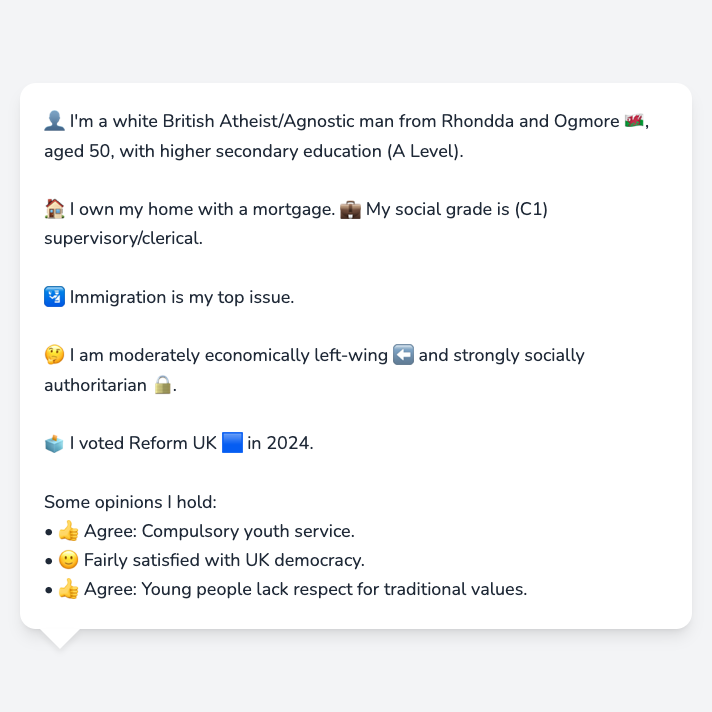 👤 I'm a white British Atheist/Agnostic man from Rhondda and Ogmore 🏴󠁧󠁢󠁷󠁬󠁳󠁿,
aged 50, with higher secondary education (A Level).
🏠 I own my home with a mortgage. 💼 My social grade is (C1)
supervisory/clerical.
🛂 Immigration is my top issue.
🤔 I am moderately economically left-wing ⬅️ and strongly socially
authoritarian 🔒.
🗳️ I voted Reform UK 🟦 in 2024.
Some opinions I hold:
• 👍 Agree: Compulsory youth service.
• 🙂 Fairly satisfied with UK democracy.
• 👍 Agree: Young people lack respect for traditional values.